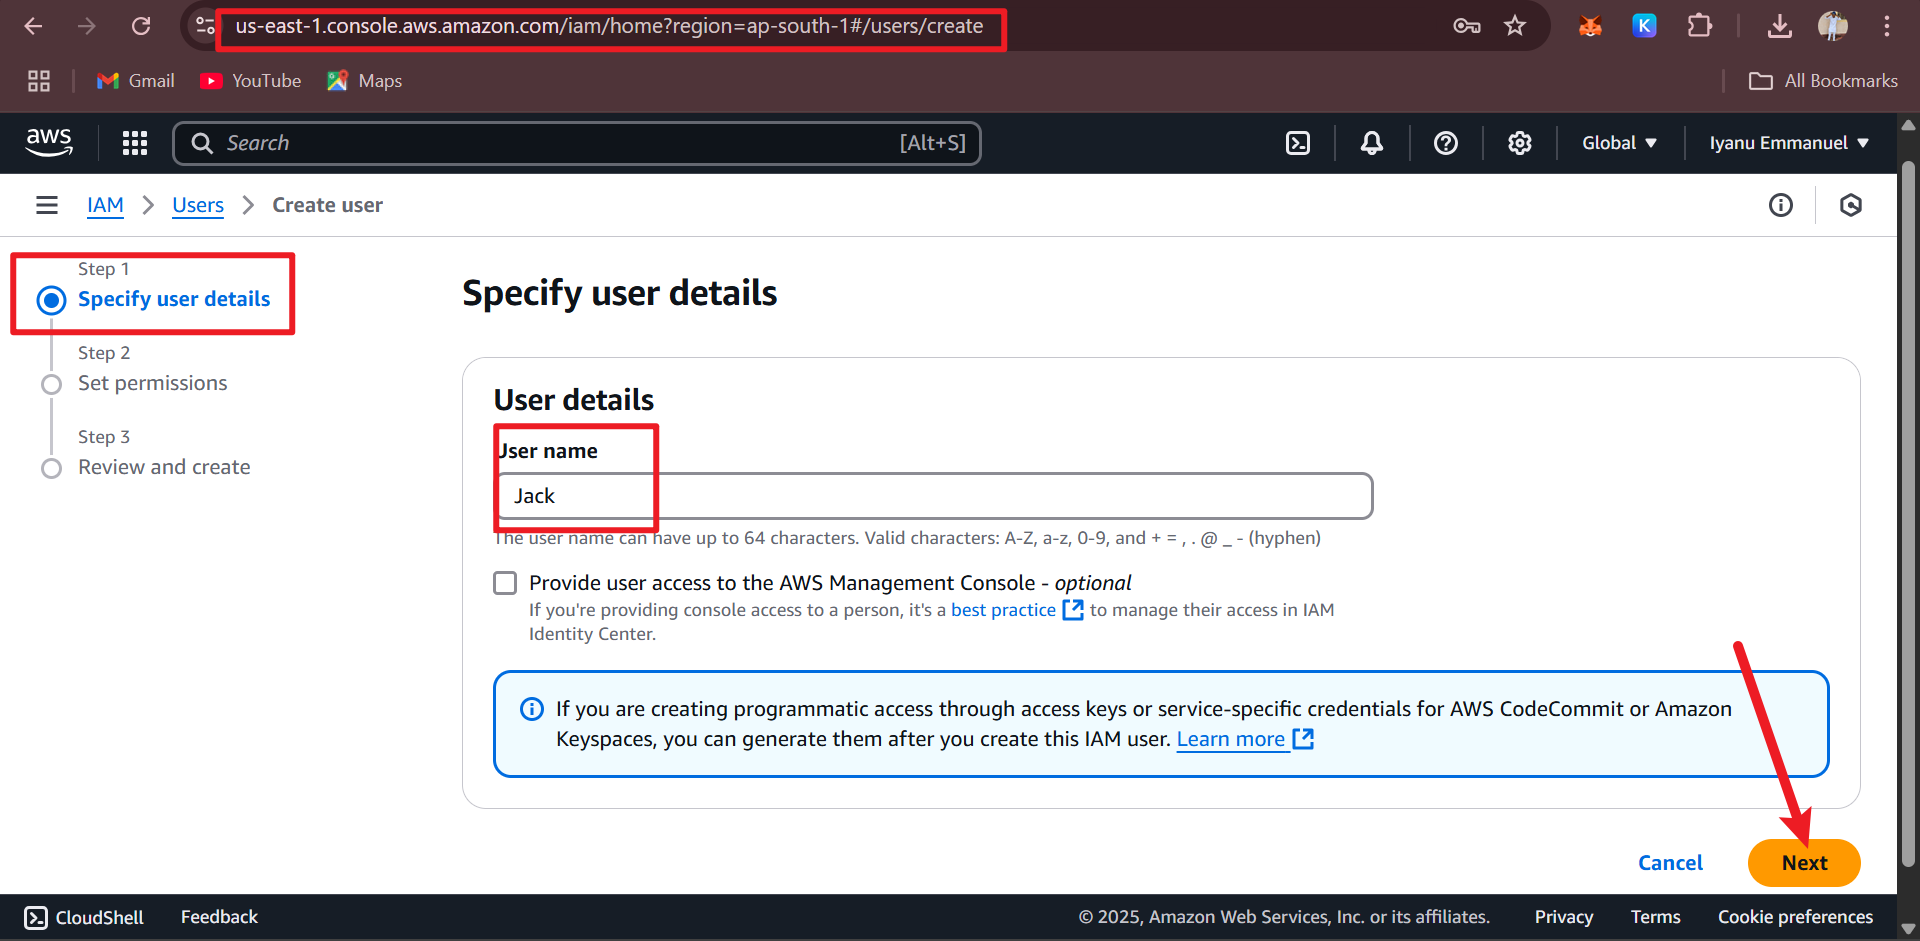 us-east-1.console.aws.amazon.com/iam/home?region=ap-south-1#/users/create
K
Gmail
YouTube
Maps
All Bookmarks
aws
Search
[Alt+S]
Global
Iyanu Emmanuel
IAM
Users
Create user
Step 1
Specify user details
Step 2
Set permissions
Step 3
Review and create
Specify user details
User details
User name
Jack
The user name can have up to 64 characters. Valid characters: A-Z, a-z, 0-9, and + = , . @ _ - (hyphen)
Provide user access to the AWS Management Console - optional
If you're providing console access to a person, it's a best practice to manage their access in IAM
Identity Center.
If you are creating programmatic access through access keys or service-specific credentials for AWS CodeCommit or Amazon
Keyspaces, you can generate them after you create this IAM user. Learn more
Cancel
Next
CloudShell
Feedback
© 2025, Amazon Web Services, Inc. or its affiliates.
Privacy
Terms
Cookie preferences